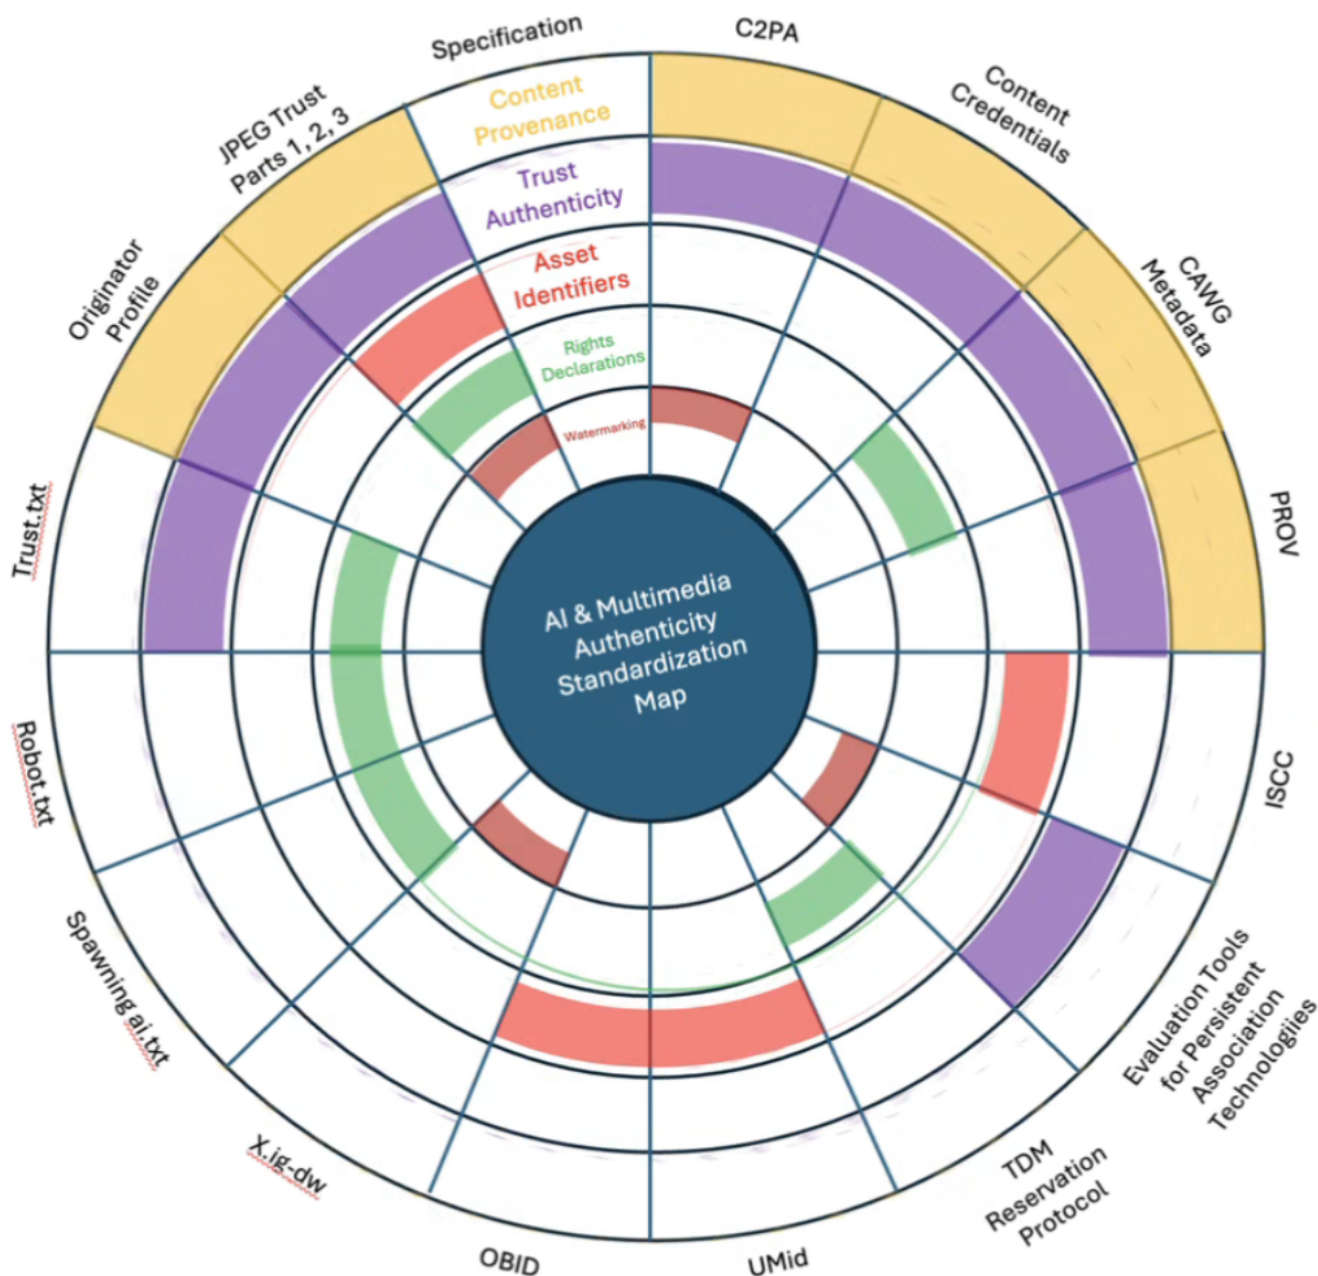 Specification
Content
Provenance
Trust
Authenticity
Asset
Identifiers
Rights
Declarations
Watermarking
C2PA
Content
Credentials
CAWG
Metadata
PROV
ISCC
Evaluation Tools
for Persistent
Association
Technologiies
TDM
Reservation
Protocol
UMid
OBID
X.ig-dw
Spawning ai.txt
Robot.txt
Trust.txt
Originator
Profile
JPEG Trust
Parts 1, 2, 3
AI & Multimedia
Authenticity
Standardization
Map